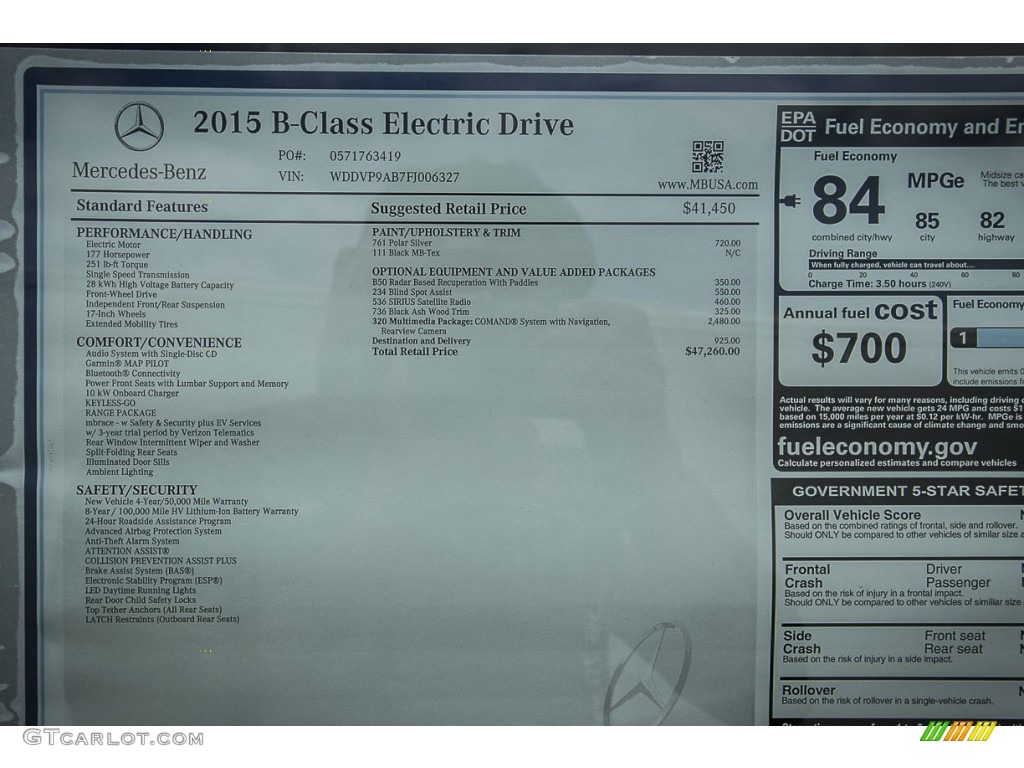 2015 B-Class Electric Drive
Mercedes-Benz
PO#: 0571763419
VIN: WDDVP9AB7FJ006327
www.MBUSA.com
Standard Features
Suggested Retail Price $41,450
PERFORMANCE/HANDLING
Electric Motor
177 Horsepower
251 lb-ft Torque
Single Speed Transmission
28 kWh High Voltage Battery Capacity
Front-Wheel Drive
Independent Front/Rear Suspension
17-Inch Wheels
Extended Mobility Tires
COMFORT/CONVENIENCE
Audio System with Single-Disc CD
Garmin® MAP PILOT
Bluetooth® Connectivity
Power Front Seats with Lumbar Support and Memory
10 kW Onboard Charger
KEYLESS-GO
RANGE PACKAGE
mbrace - w Safety & Security plus EV Services
w/ 3-year trial period by Verizon Telematics
Rear Window Intermittent Wiper and Washer
Split-Folding Rear Seats
Illuminated Door Sills
Ambient Lighting
SAFETY/SECURITY
New Vehicle 4-Year/50,000 Mile Warranty
8-Year / 100,000 Mile HV Lithium-Ion Battery Warranty
24-Hour Roadside Assistance Program
Advanced Airbag Protection System
Anti-Theft Alarm System
ATTENTION ASSIST®
COLLISION PREVENTION ASSIST PLUS
Brake Assist System (BAS®)
Electronic Stability Program (ESP®)
LED Daytime Running Lights
Rear Door Child Safety Locks
Top Tether Anchors (All Rear Seats)
LATCH Restraints (Outboard Rear Seats)
PAINT/UPHOLSTERY & TRIM
761 Polar Silver 720.00
111 Black MB-Tex N/C
OPTIONAL EQUIPMENT AND VALUE ADDED PACKAGES
B50 Radar Based Recuperation With Paddles 350.00
234 Blind Spot Assist 550.00
536 SIRIUS Satellite Radio 460.00
736 Black Ash Wood Trim 325.00
320 Multimedia Package: COMAND® System with Navigation, 2,480.00
Rearview Camera
Destination and Delivery 925.00
Total Retail Price $47,260.00
EPA
DOT
Fuel Economy and En
Fuel Economy
84 MPGe
Midsize ca
The best v
combined city/hwy
85
city
82
highway
Driving Range
When fully charged, vehicle can travel about...
0 20 40 60 80
Charge Time: 3.50 hours (240V)
Annual fuel cost
$700
Fuel Economy
1
This vehicle emits 0
include emissions f
Actual results will vary for many reasons, including driving c
vehicle. The average new vehicle gets 24 MPG and costs $1
based on 15,000 miles per year at $0.12 per kW-hr. MPGe is
emissions are a significant cause of climate change and smo
fueleconomy.gov
Calculate personalized estimates and compare vehicles
GOVERNMENT 5-STAR SAFET
Overall Vehicle Score
Based on the combined ratings of frontal, side and rollover.
Should ONLY be compared to other vehicles of similar size a
Frontal Driver
Crash Passenger
Based on the risk of injury in a frontal impact.
Should ONLY be compared to other vehicles of similiar size
Side Front seat
Crash Rear seat
Based on the risk of injury in a side impact.
Rollover
Based on the risk of rollover in a single-vehicle crash.
GTcarlot.com